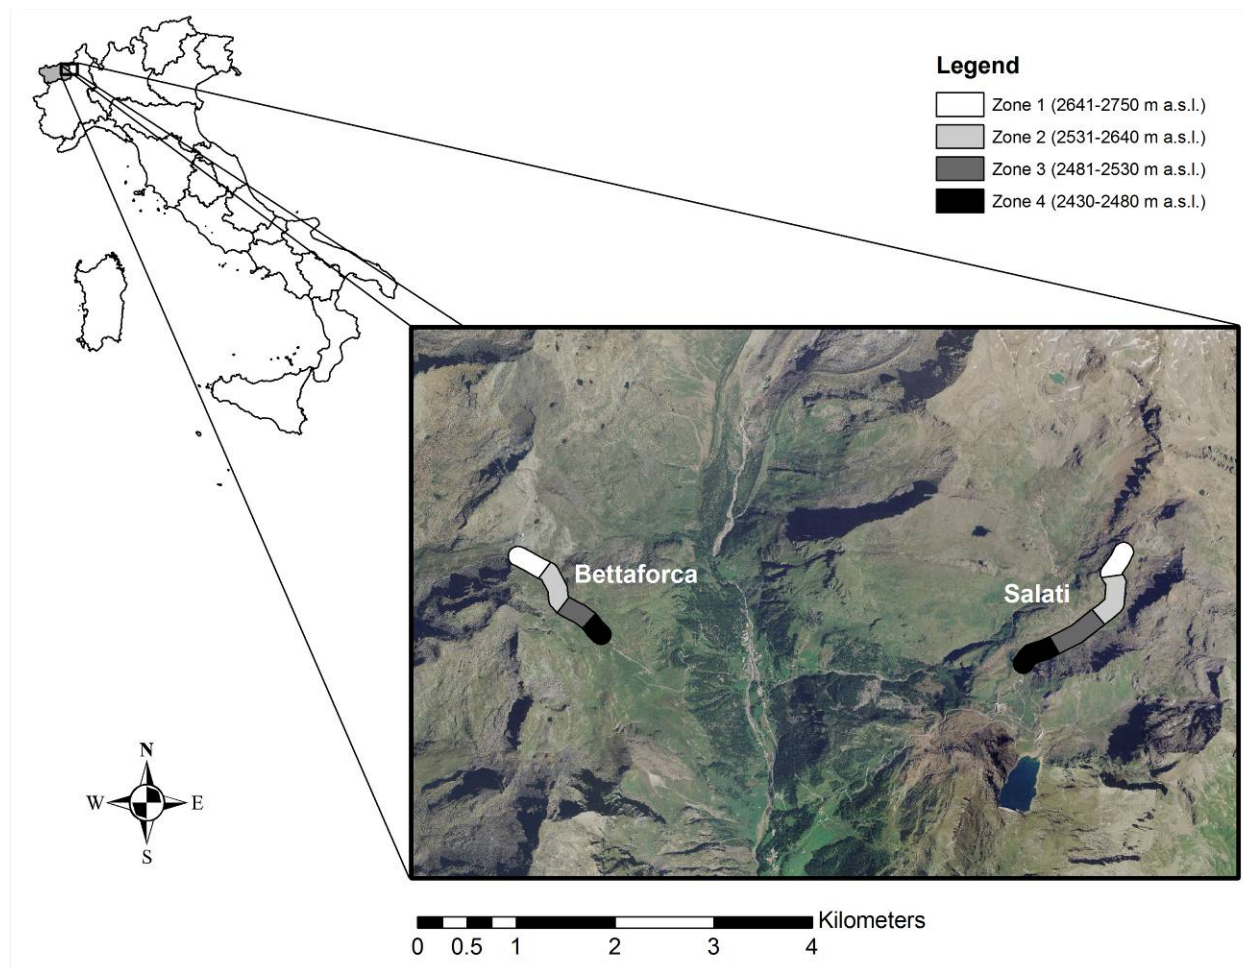 Legend
Zone 1 (2641-2750 m a.s.l.)
Zone 2 (2531-2640 m a.s.l.)
Zone 3 (2481-2530 m a.s.l.)
Zone 4 (2430-2480 m a.s.l.)
Bettaforca
Salati
N
W E
S
Kilometers
0 0.5 1 2 3 4